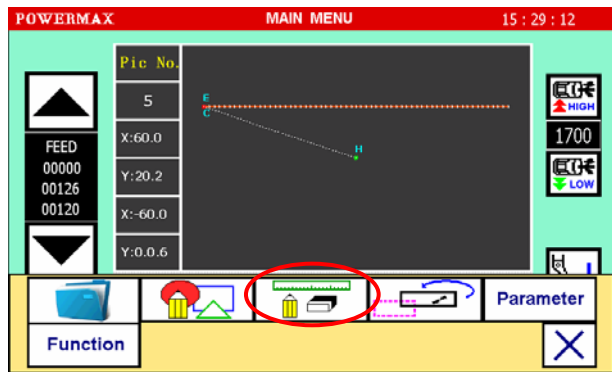 POWERMAX MAIN MENU 15:29:12
Pic No.
5
X:60.0
Y:20.2
X:-60.0
Y:0.0.6
E
C
H
FEED
00000
00126
00120
HIGH
1700
LOW
Parameter
Function